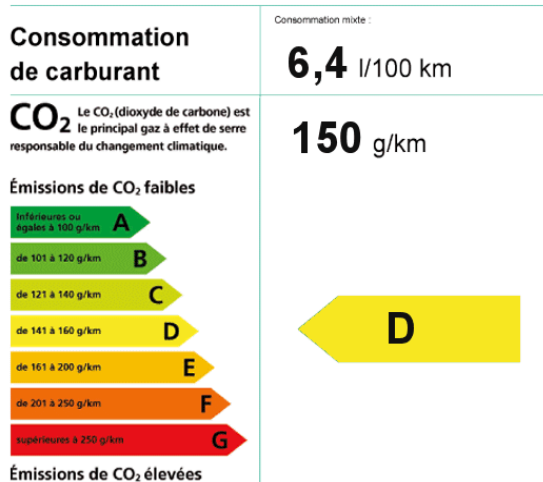 Consommation
de carburant
Consommation mixte :
6,4 l/100 km
CO₂ Le CO₂ (dioxyde de carbone) est
le principal gaz à effet de serre
responsable du changement climatique.
150 g/km
Émissions de CO₂ faibles
Inférieures ou
égales à 100 g/km A
de 101 à 120 g/km B
de 121 à 140 g/km C
de 141 à 160 g/km D
D
de 161 à 200 g/km E
de 201 à 250 g/km F
supérieures à 250 g/km G
Émissions de CO₂ élevées